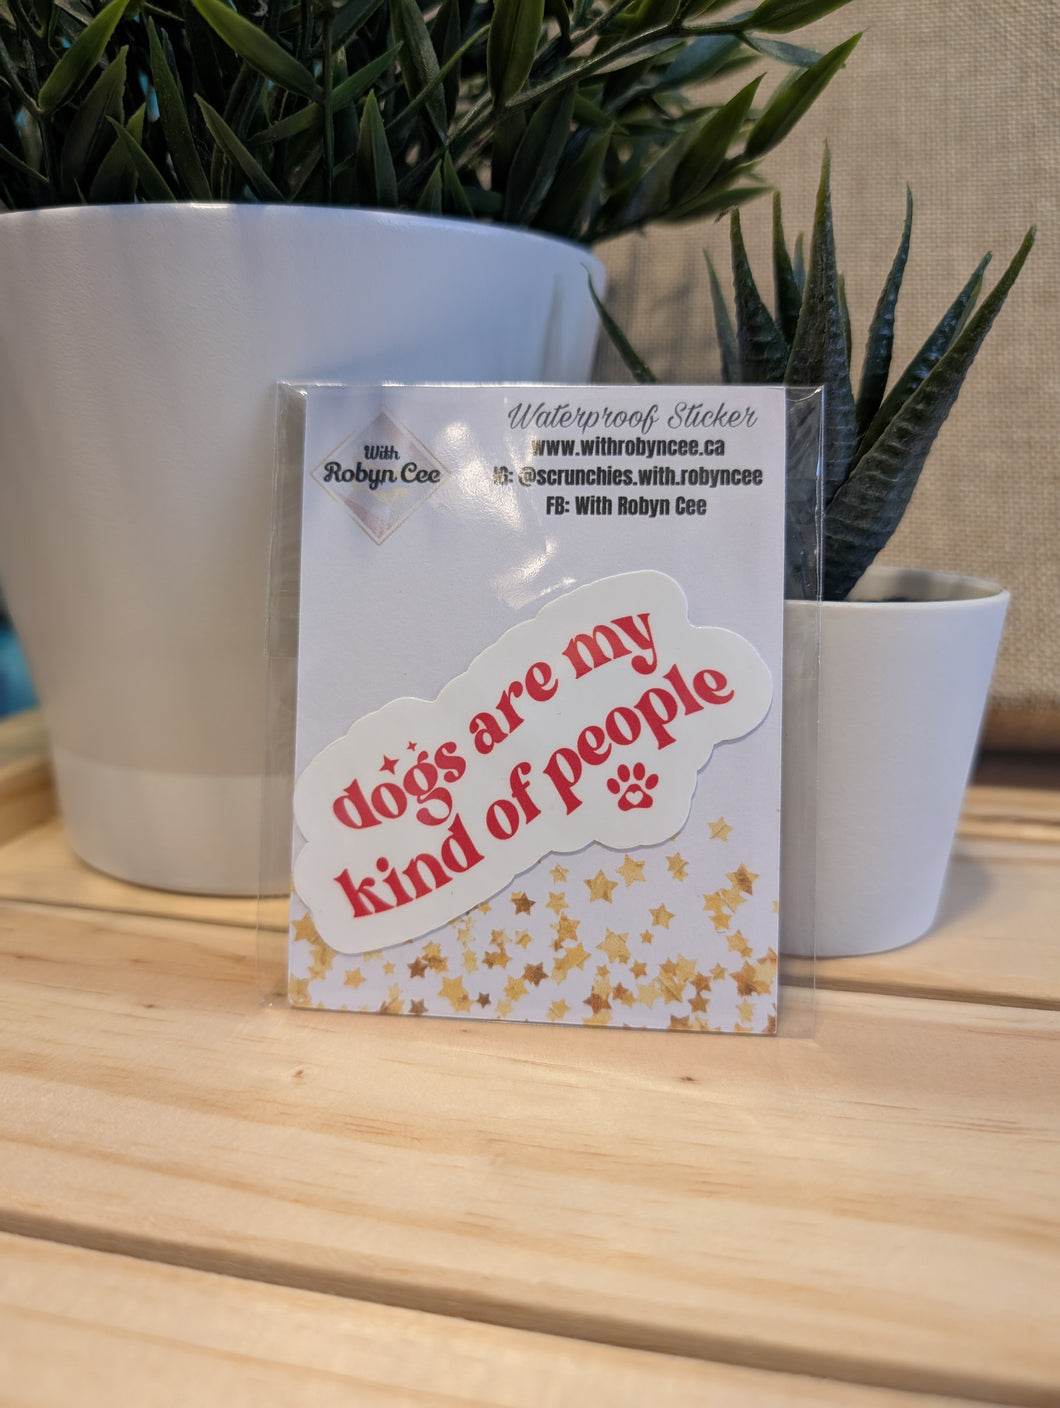 With
Robyn Cee
Waterproof Sticker
www.withrobyncee.ca
IG: @scrunchies.with.robyncee
FB: With Robyn Cee
dogs are my
kind of people